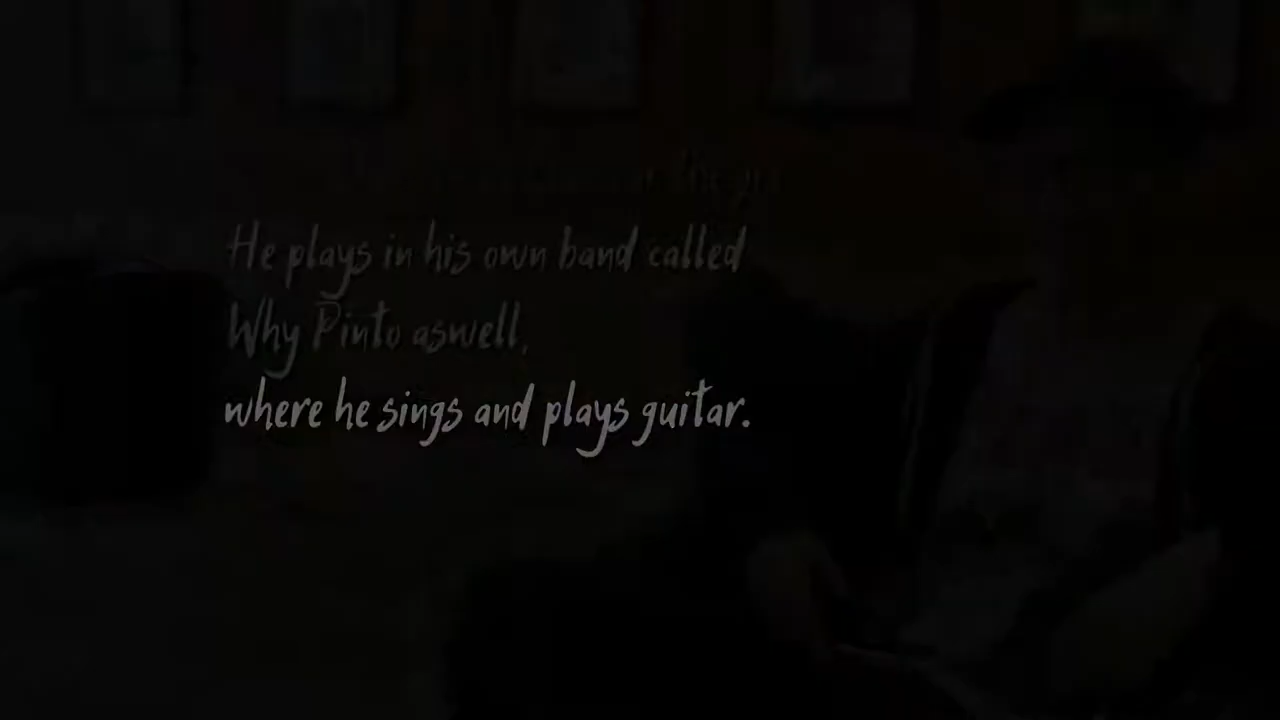 He plays in his own band called
Why Pinto aswell,
where he sings and plays guitar.